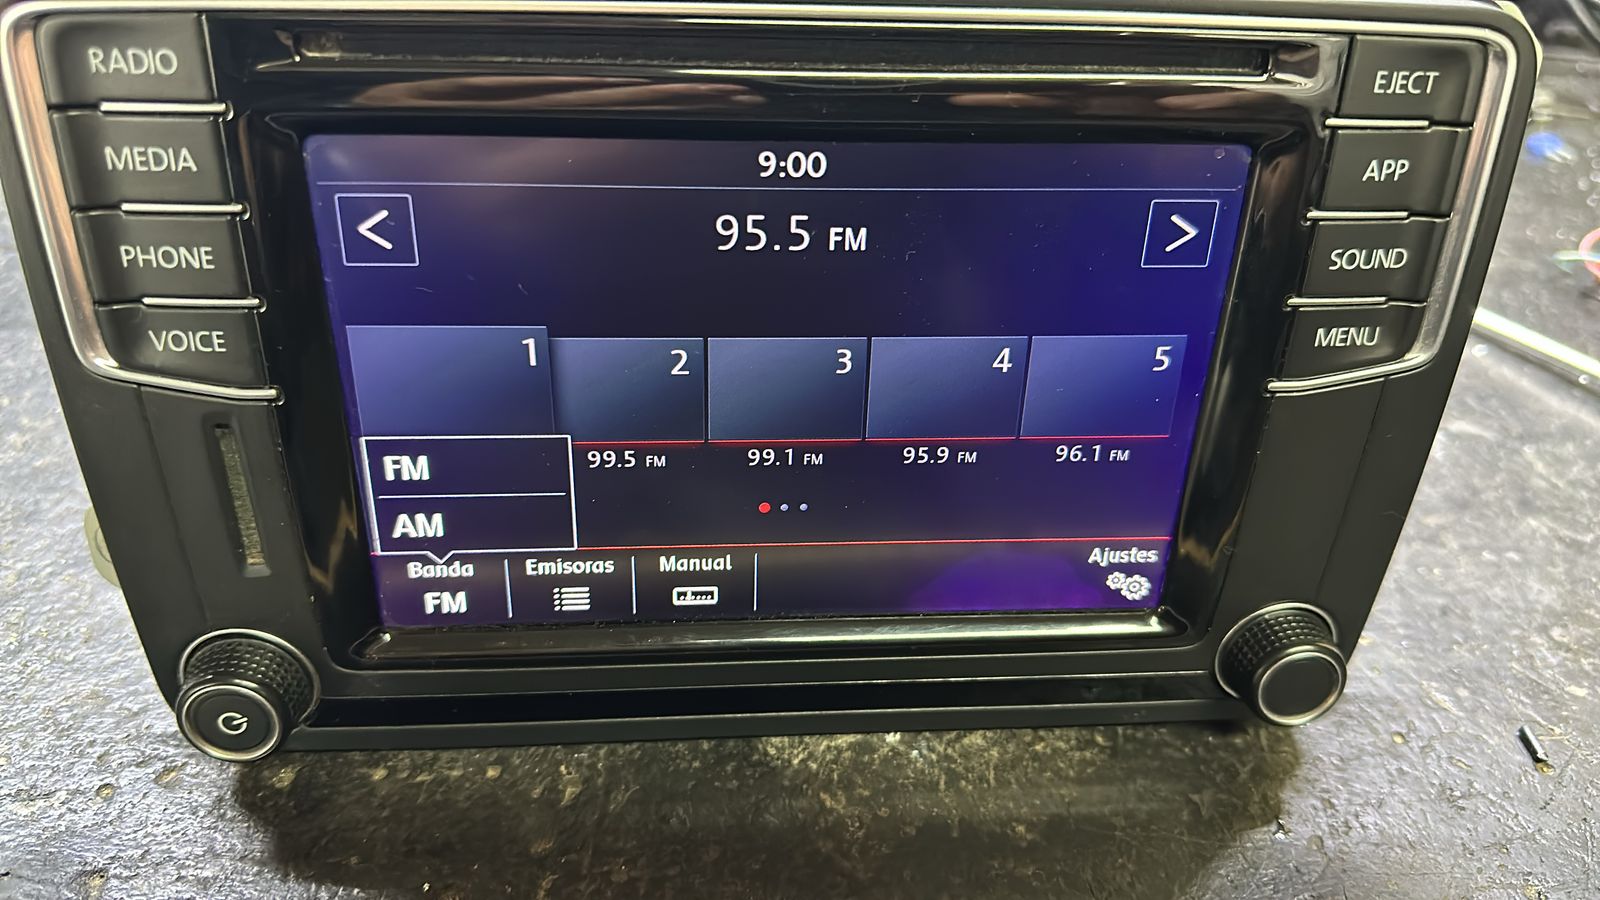 RADIO
MEDIA
PHONE
VOICE
EJECT
APP
SOUND
MENU
9:00
<
95.5 FM
>
1
2
3
4
5
99.5 FM
99.1 FM
95.9 FM
96.1 FM
FM
AM
Banda
FM
Emisoras
Manual
Ajustes